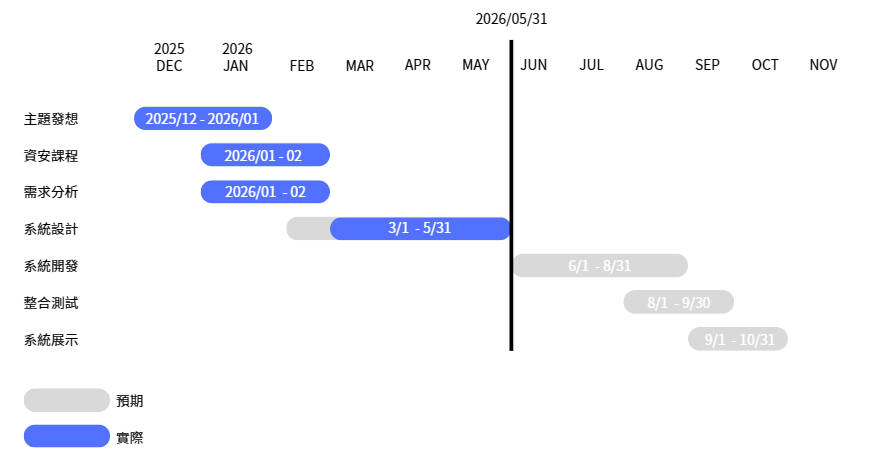 2026/05/31
2025
DEC
2026
JAN
FEB
MAR
APR
MAY
JUN
JUL
AUG
SEP
OCT
NOV
主題發想
2025/12 - 2026/01
資安課程
2026/01 - 02
需求分析
2026/01 - 02
系統設計
3/1 - 5/31
系統開發
6/1 - 8/31
整合測試
8/1 - 9/30
系統展示
9/1 - 10/31
預期
實際